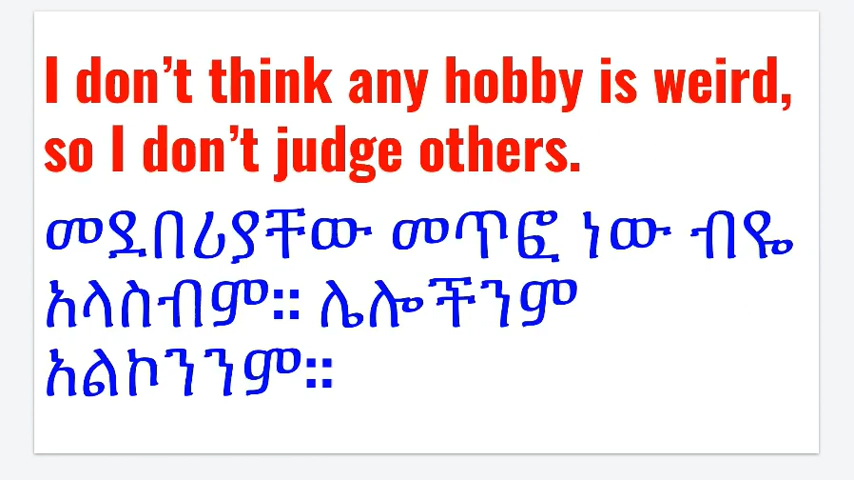 I don’t think any hobby is weird,
so I don’t judge others.
መደበሪያቸው መጥፎ ነው ብዬ
አላስብም። ሌሎችንም
አልኮንንም።